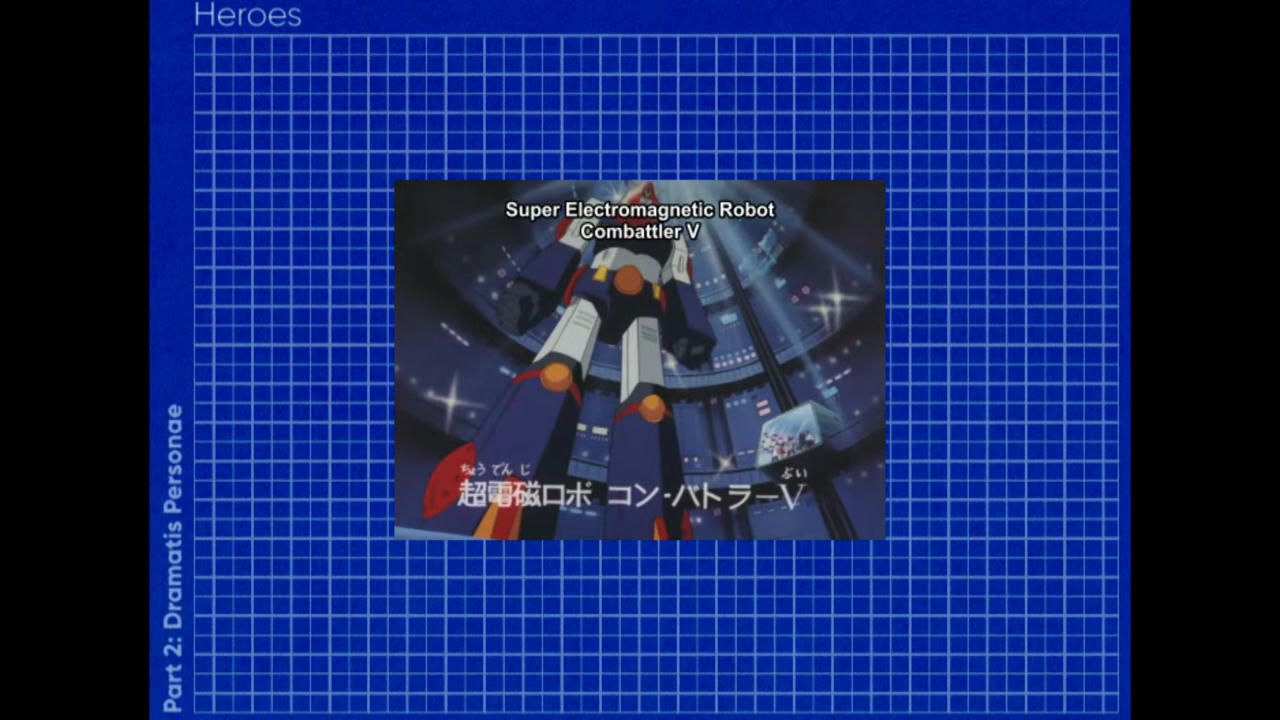 Heroes
Super Electromagnetic Robot
Combattler V
ちょう でん じ
ぶい
超電磁ロボ コン・バトラーV
Part 2: Dramatis Personae